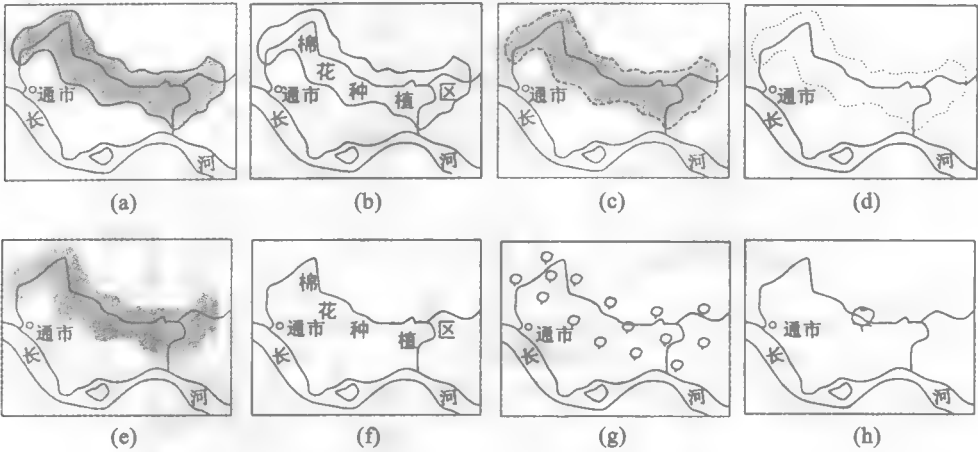 通市
长
河
(a)
棉花种植区
通市
长
河
(b)
通市
长
河
(c)
通市
长
河
(d)
通市
长
河
(e)
棉花种植区
通市
长
河
(f)
通市
长
河
(g)
通市
长
河
(h)